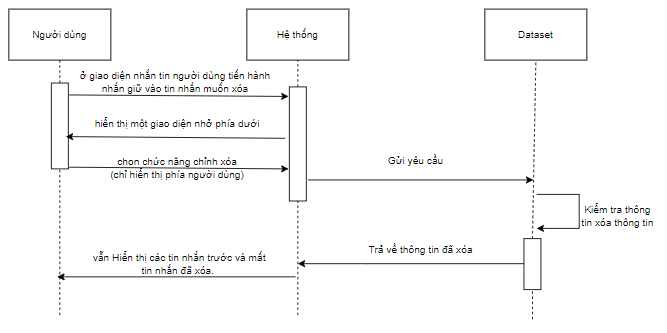 Người dùng
Hệ thống
Dataset
ở giao diện nhắn tin người dùng tiến hành
nhấn giữ vào tin nhắn muốn xóa
hiển thị một giao diện nhở phía dưới
chon chức năng chỉnh xóa
(chỉ hiển thị phía người dùng)
Gửi yêu cầu
Kiểm tra thông
tin xóa thông tin
Trả về thông tin đã xóa
vẫn Hiển thị các tin nhắn trước và mất
tin nhắn đã xóa.